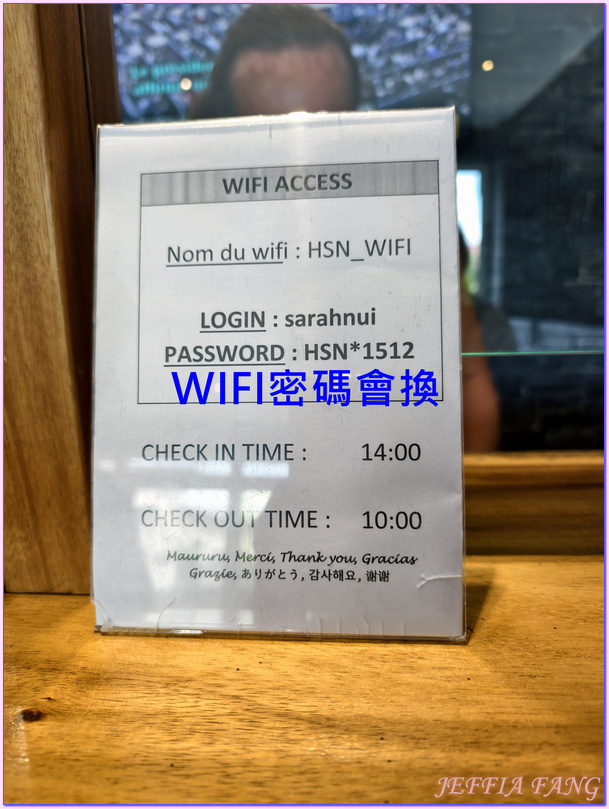 WIFI ACCESS
Nom du wifi : HSN_WIFI
LOGIN : sarahnui
PASSWORD : HSN*1512
WIFI密碼會換
CHECK IN TIME : 14:00
CHECK OUT TIME : 10:00
Maururu, Merci, Thank you, Gracias
Grazie, ありがとう, 감사해요, 谢谢
JEFFIA FANG